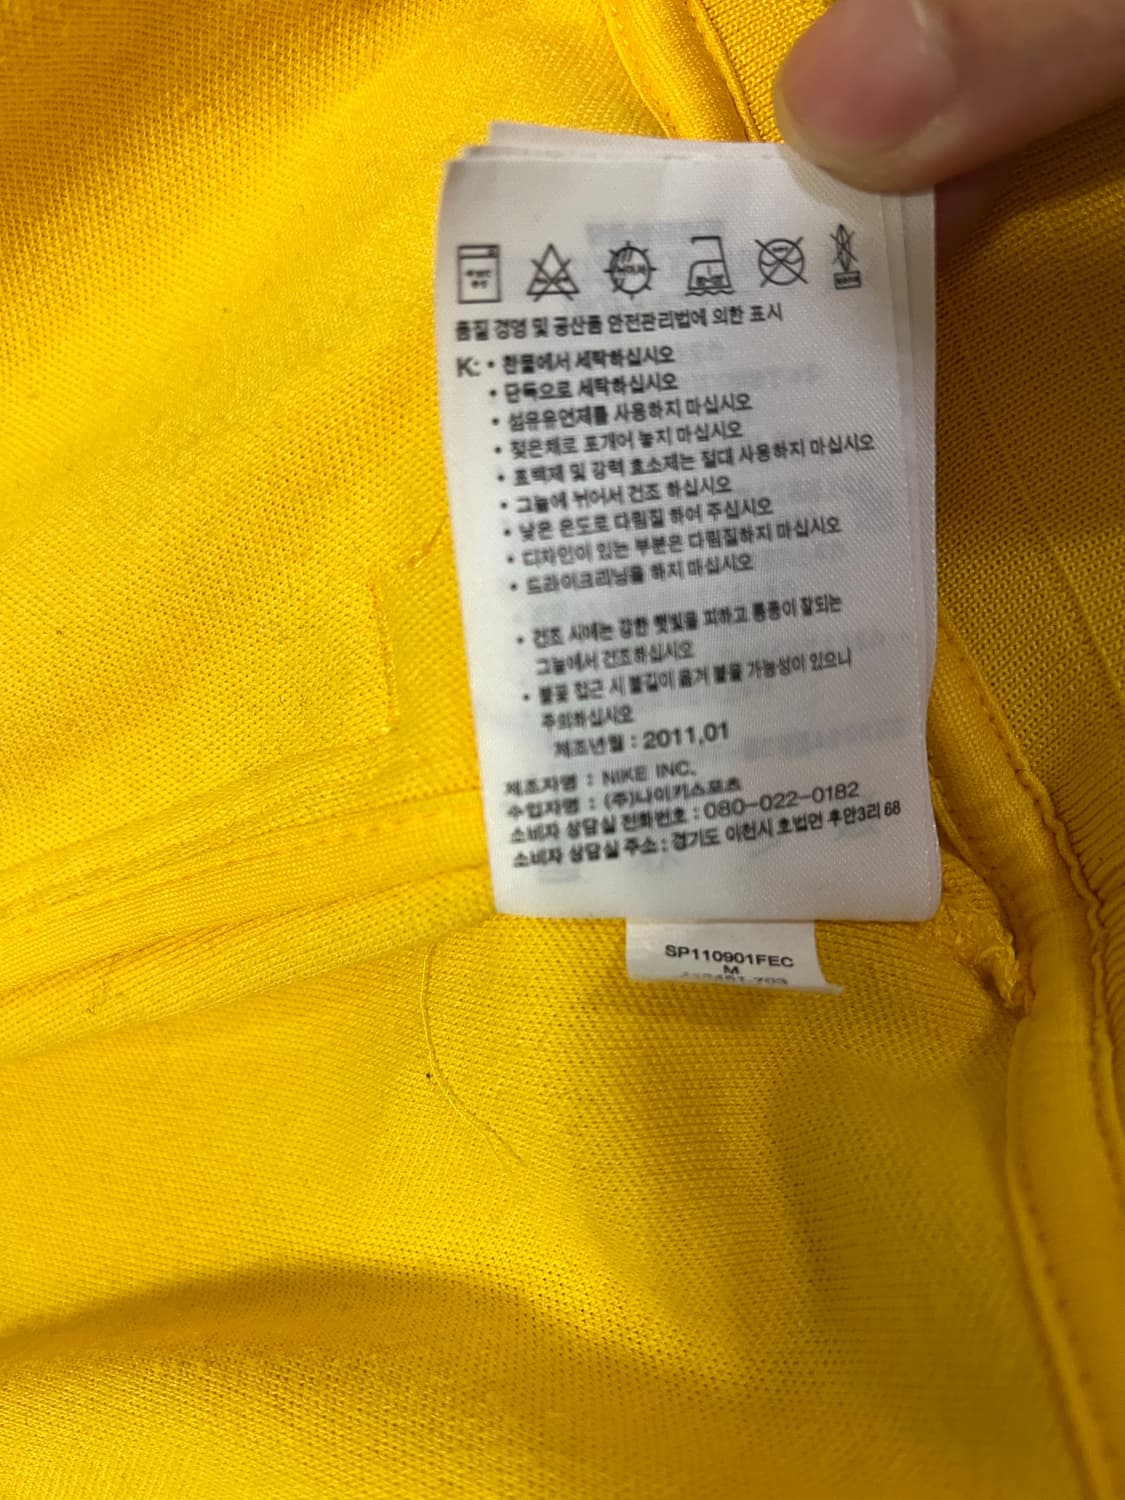 품질 경영 및 공산품 안전관리법에 의한 표시
K: • 찬물에서 세탁하십시오
• 단독으로 세탁하십시오
• 섬유유연제를 사용하지 마십시오
• 젖은채로 포개어 놓지 마십시오
• 표백제 및 강력 효소제는 절대 사용하지 마십시오
• 그늘에 뉘어서 건조 하십시오
• 낮은 온도로 다림질 하여 주십시오
• 디자인이 있는 부분은 다림질하지 마십시오
• 드라이크리닝을 하지 마십시오
• 건조 시에는 강한 햇빛을 피하고 통풍이 잘되는
그늘에서 건조하십시오
• 불꽃 접근 시 불길이 옮겨 붙을 가능성이 있으니
주의하십시오
제조년월 : 2011.01
제조자명 : NIKE INC.
수입자명 : (주)나이키스포츠
소비자 상담실 전화번호 : 080-022-0182
소비자 상담실 주소 : 경기도 이천시 호법면 후안3리 68
SP110901FEC
M